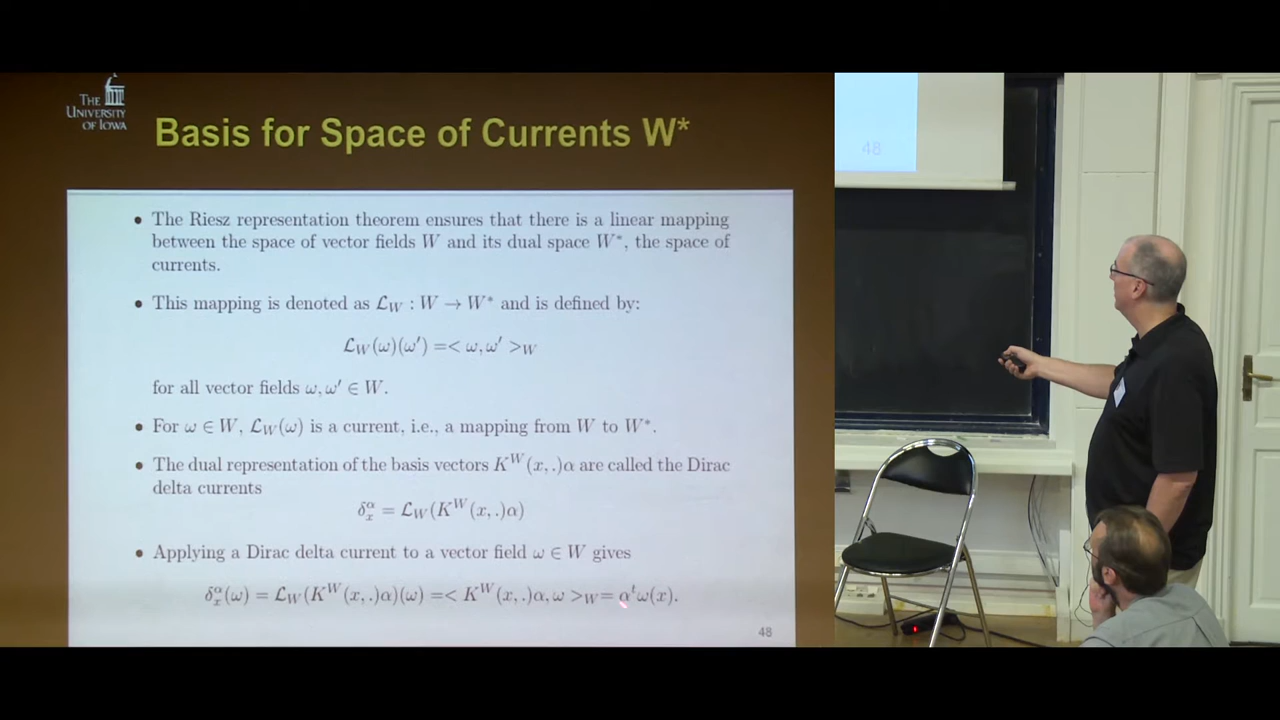 THE
UNIVERSITY
OF IOWA
Basis for Space of Currents W*
• The Riesz representation theorem ensures that there is a linear mapping
between the space of vector fields W and its dual space W*, the space of
currents.
• This mapping is denoted as ℒ_W : W → W* and is defined by:
ℒ_W(ω)(ω′) =< ω, ω′ >_W
for all vector fields ω, ω′ ∈ W.
• For ω ∈ W, ℒ_W(ω) is a current, i.e., a mapping from W to W*.
• The dual representation of the basis vectors K^W(x, .)α are called the Dirac
delta currents
δ_x^α = ℒ_W(K^W(x, .)α)
• Applying a Dirac delta current to a vector field ω ∈ W gives
δ_x^α(ω) = ℒ_W(K^W(x, .)α)(ω) =< K^W(x, .)α, ω >_W= α^tω(x).
48
48